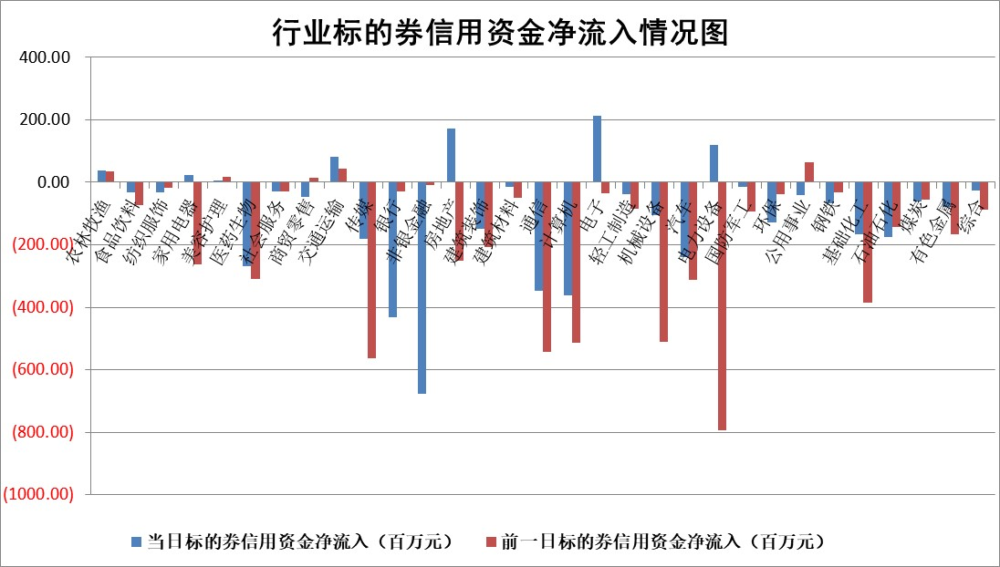 行业标的券信用资金净流入情况图
400.00
200.00
0.00
(200.00)
(400.00)
(600.00)
(800.00)
(1000.00)
农林牧渔
食品饮料
纺织服饰
家用电器
美容护理
医药生物
社会服务
商贸零售
交通运输
传媒
银行
非银金融
房地产
建筑装饰
建筑材料
通信
计算机
电子
轻工制造
机械设备
汽车
电力设备
国防军工
环保
公用事业
钢铁
基础化工
石油石化
煤炭
有色金属
综合
当日标的券信用资金净流入（百万元）
前一日标的券信用资金净流入（百万元）